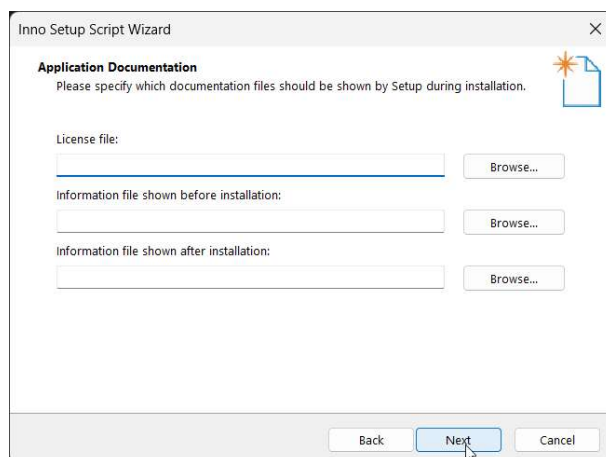 Inno Setup Script Wizard
Application Documentation
Please specify which documentation files should be shown by Setup during installation.
License file:
Browse...
Information file shown before installation:
Browse...
Information file shown after installation:
Browse...
Back Next Cancel